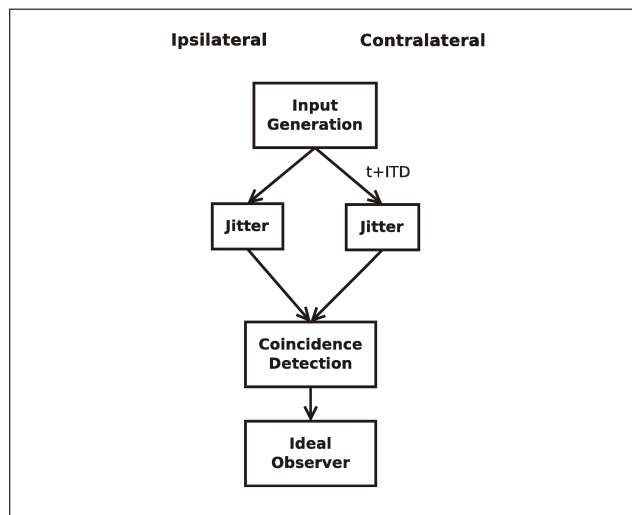 Ipsilateral Contralateral
Input
Generation
t+ITD
Jitter Jitter
Coincidence
Detection
Ideal
Observer